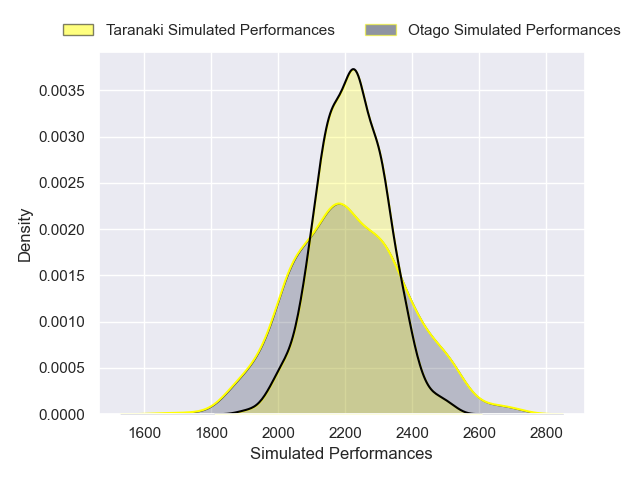 Taranaki Simulated Performances Otago Simulated Performances
0.0035
0.0030
0.0025
0.0020
0.0015
0.0010
0.0005
0.0000
Density
1600 1800 2000 2200 2400 2600 2800
Simulated Performances